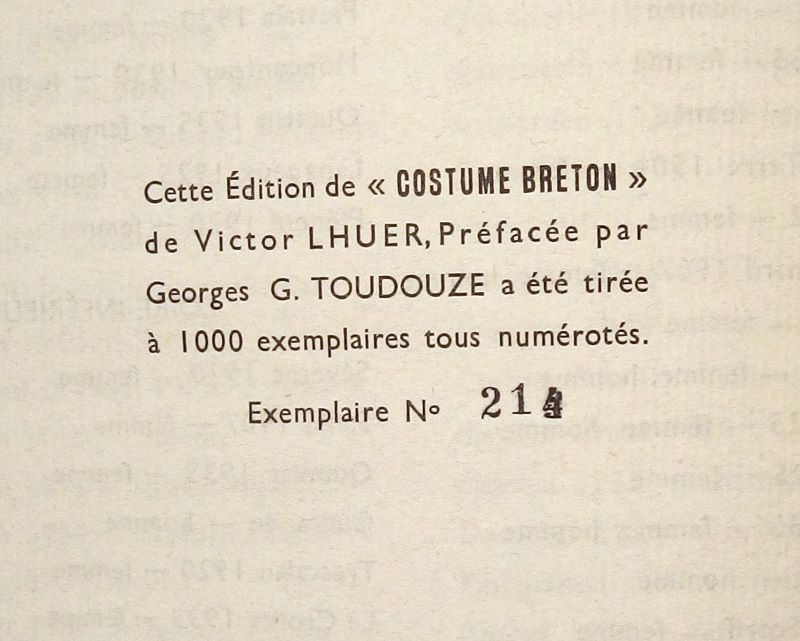 Cette Édition de « COSTUME BRETON »
de Victor LHUER, Préfacée par
Georges G. TOUDOUZE a été tirée
à 1000 exemplaires tous numérotés.
Exemplaire No 214